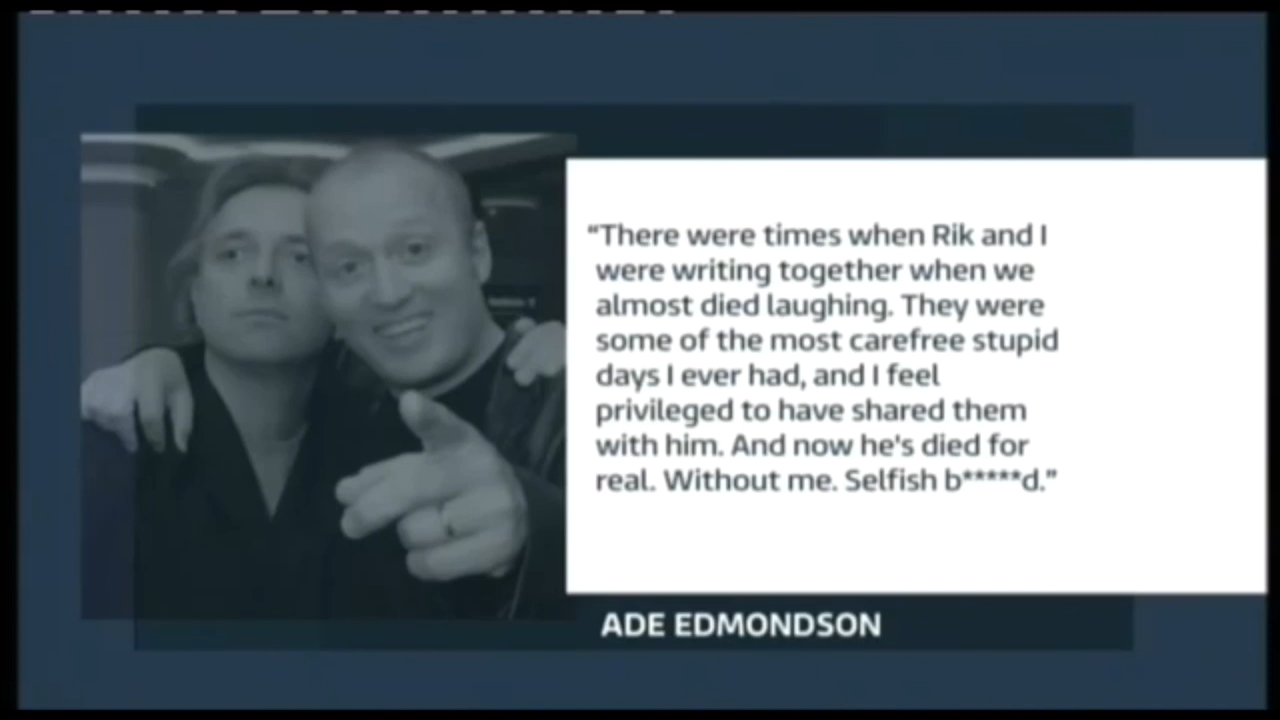 “There were times when Rik and I
were writing together when we
almost died laughing. They were
some of the most carefree stupid
days I ever had, and I feel
privileged to have shared them
with him. And now he's died for
real. Without me. Selfish b*****d.”
ADE EDMONDSON